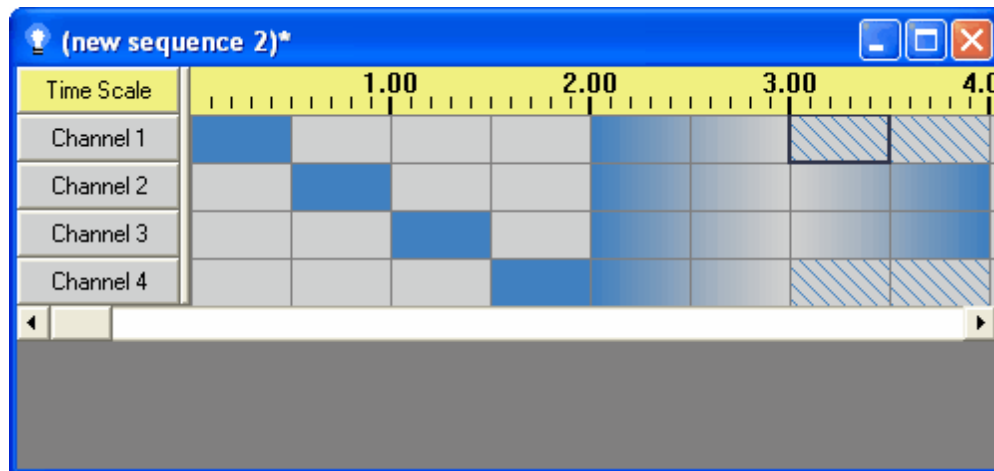 (new sequence 2)*
Time Scale 1.00 2.00 3.00
Channel 1
Channel 2
Channel 3
Channel 4